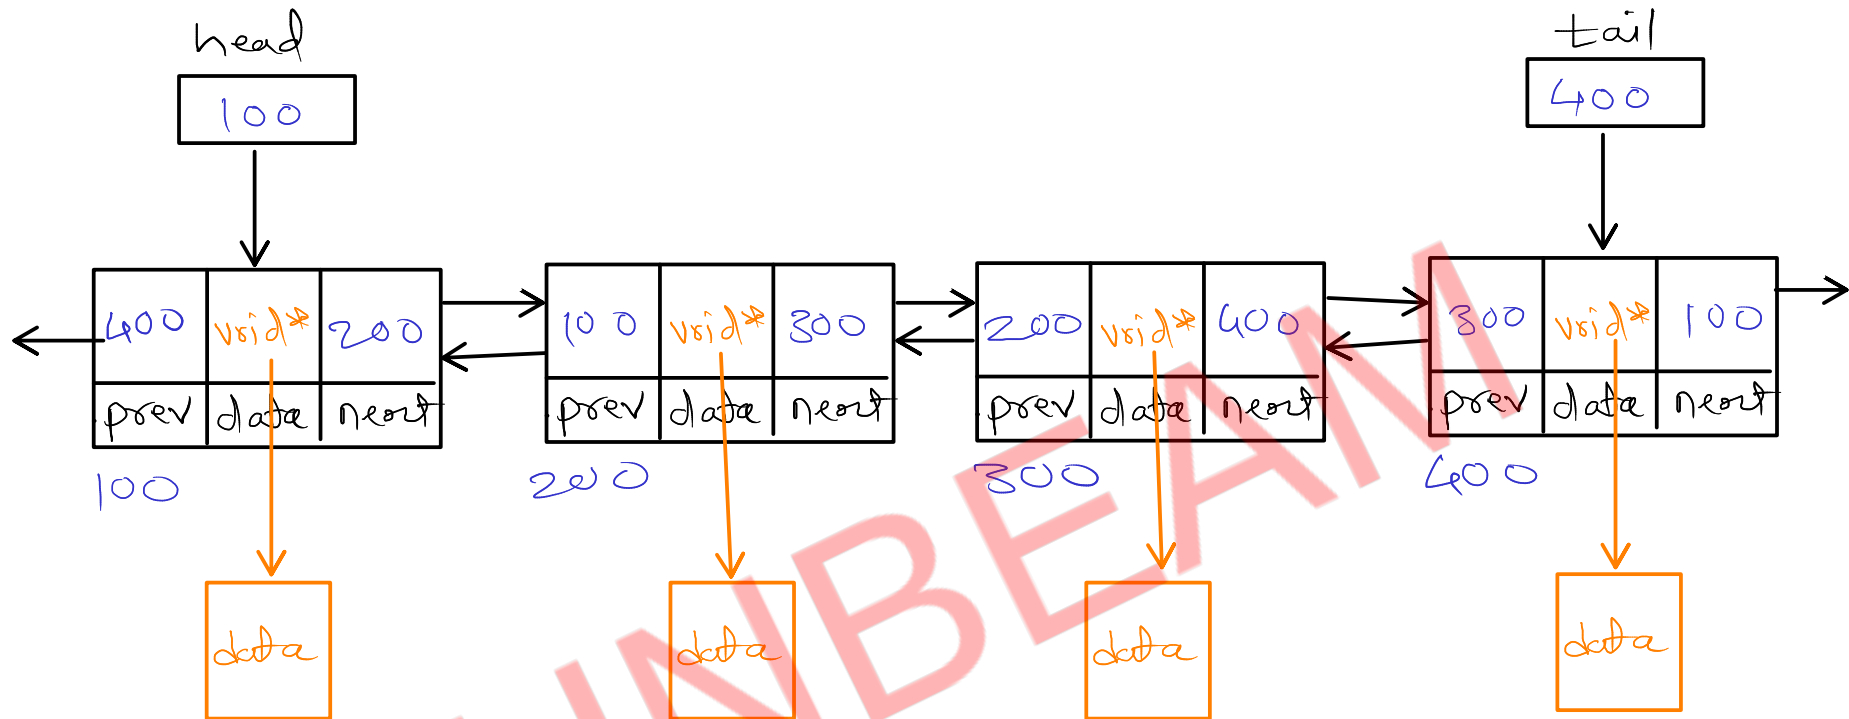 head tail
100 400
400 void* 200 100 void* 300 200 void* 400 300 void* 100
prev data next prev data next prev data next prev data next
100 200 300 400
data data data data
UNBEAM